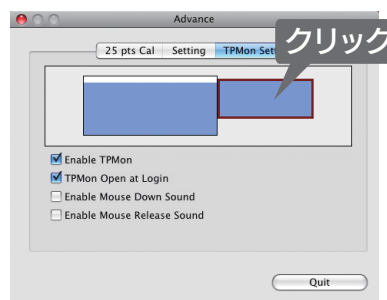 Advance
25 pts Cal
Setting
TPMon Set
クリック
Enable TPMon
TPMon Open at Login
Enable Mouse Down Sound
Enable Mouse Release Sound
Quit